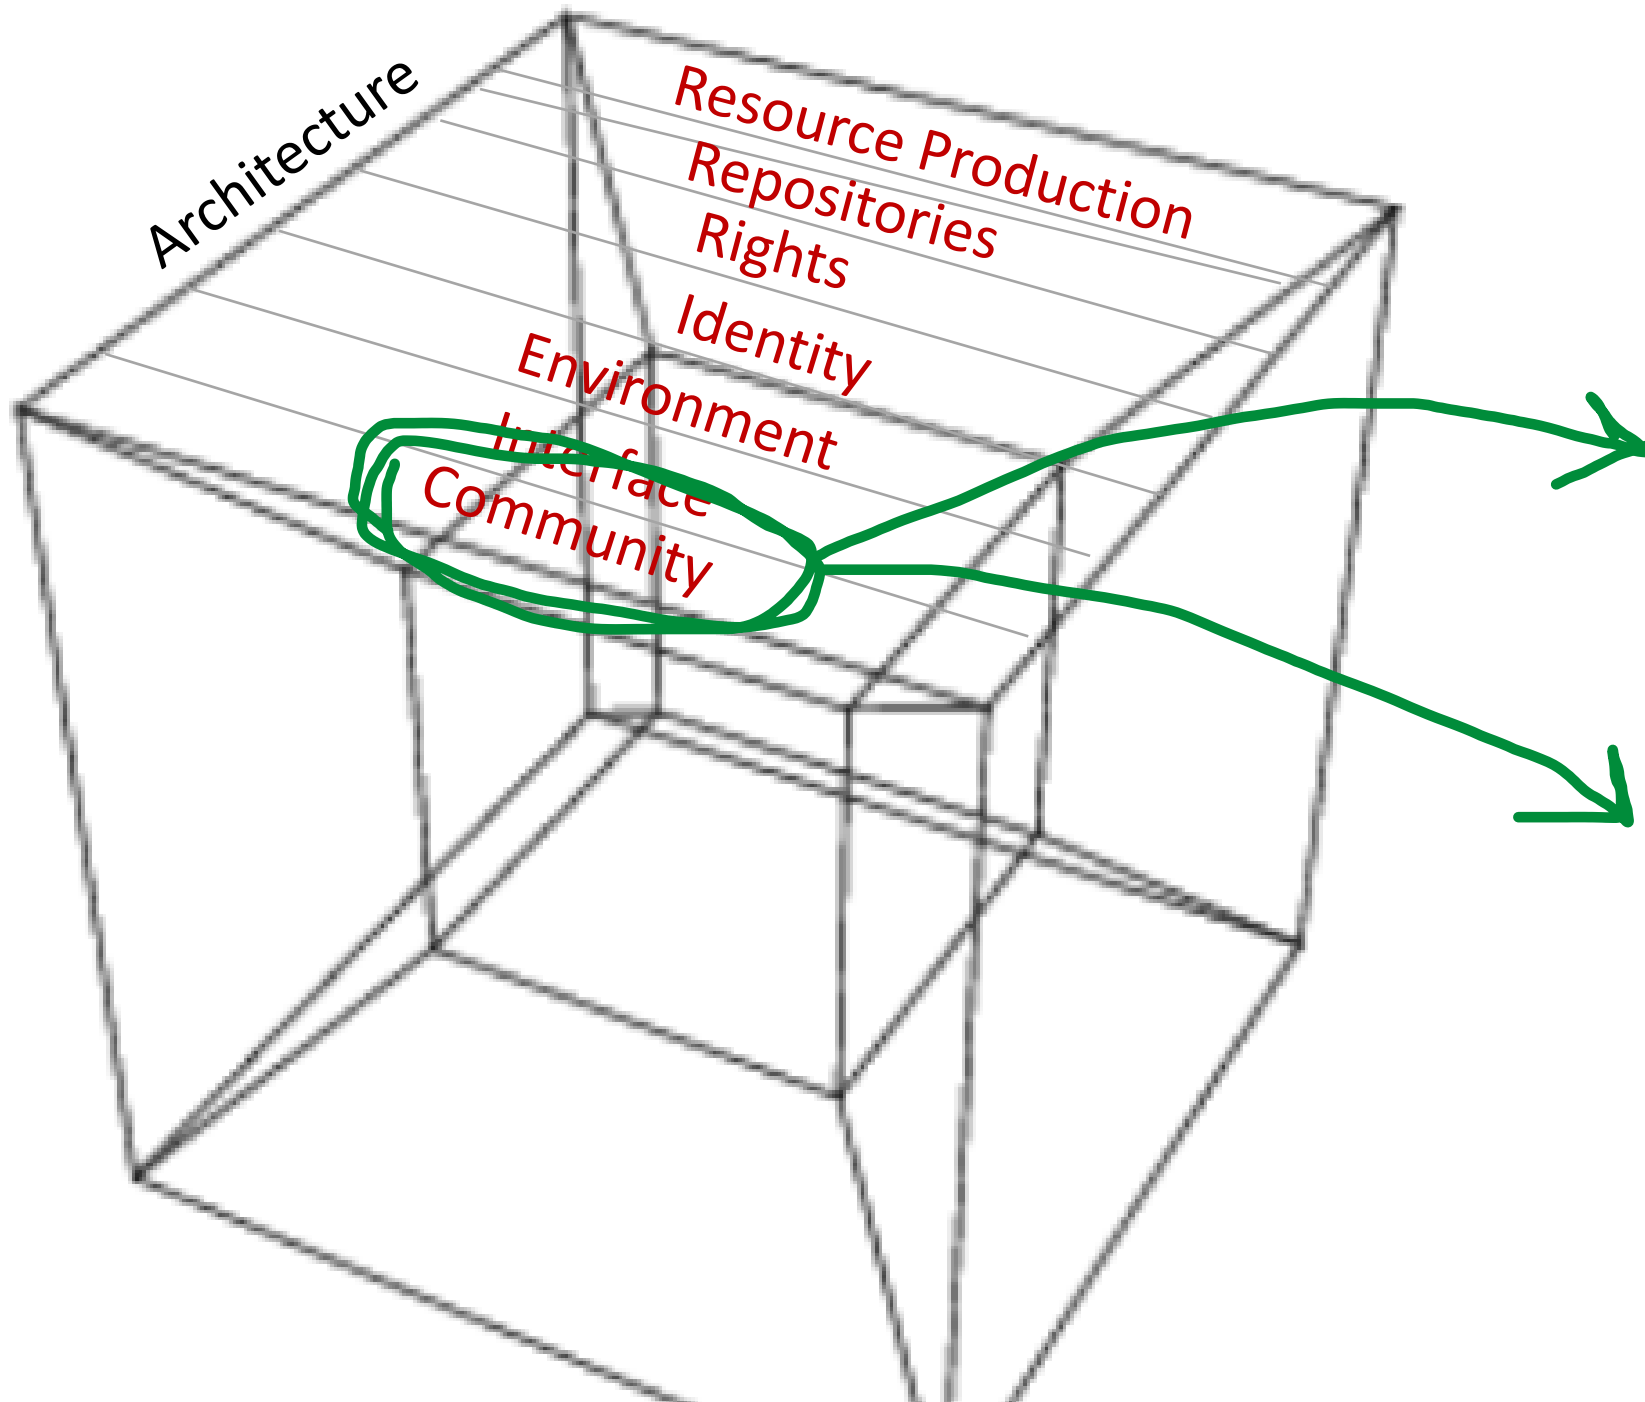 Architecture
Resource Production
Repositories
Rights
Identity
Environment
Interface
Community